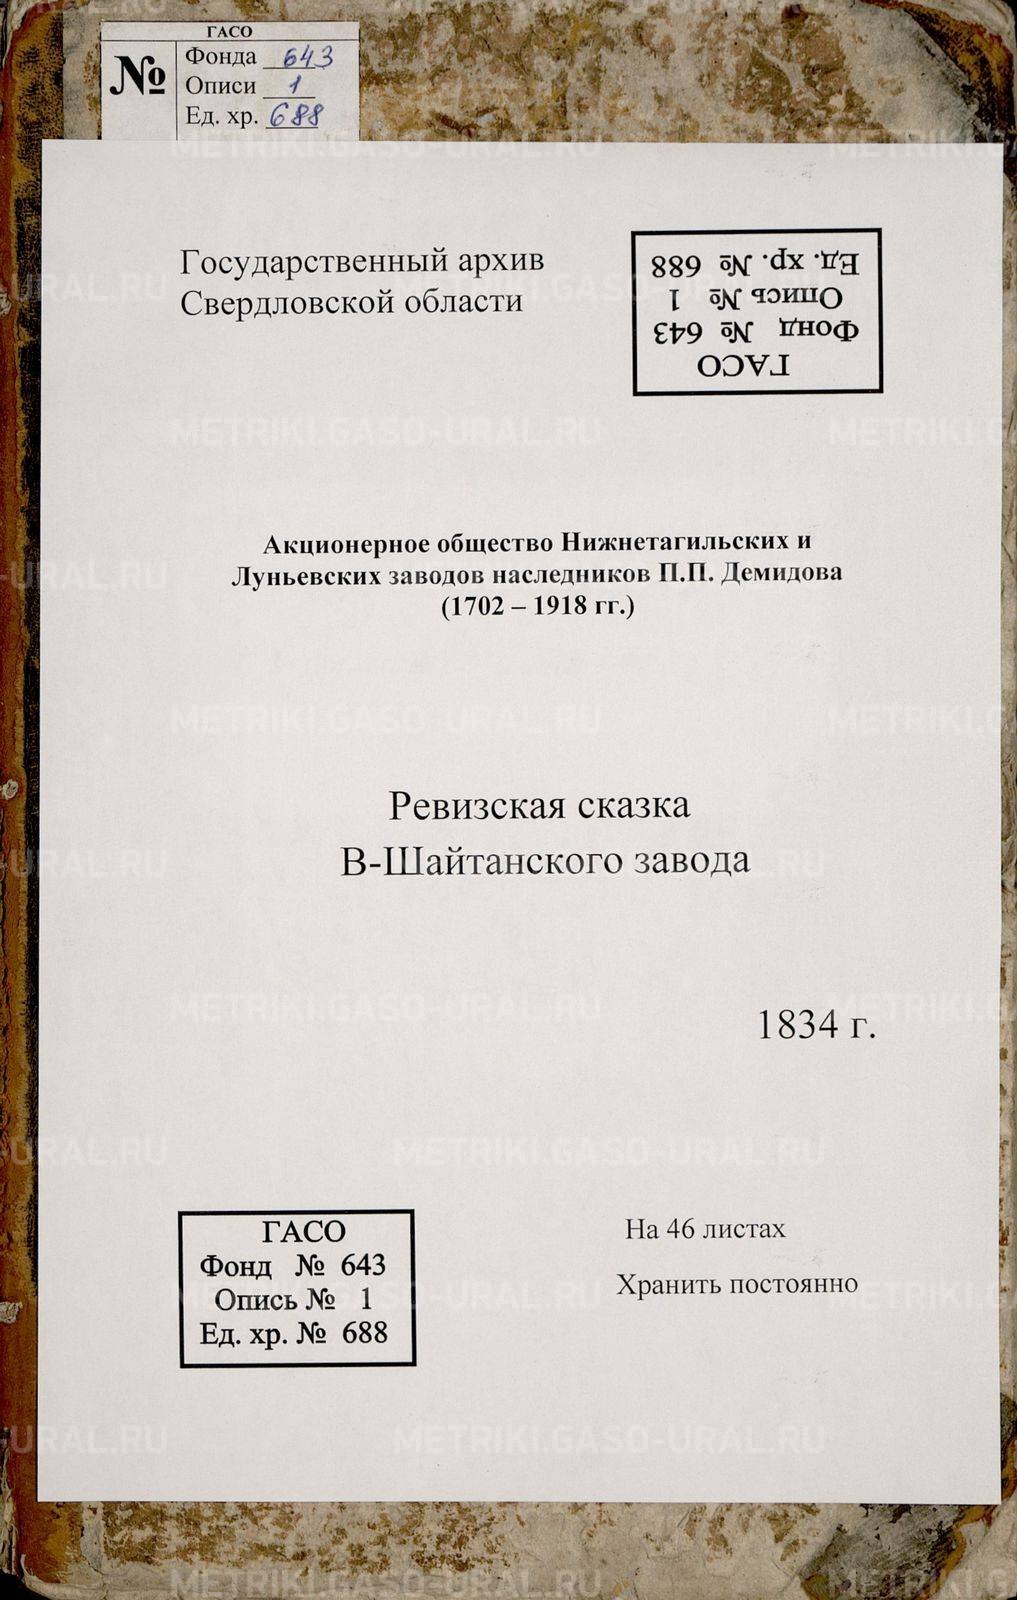 ГАСО
№
Фонда 643
Описи 1
Ед. хр. 688
Государственный архив
Свердловской области
ГАСО
Фонд № 643
Опись № 1
Ед. хр. № 688
Акционерное общество Нижнетагильских и
Луньевских заводов наследников П.П. Демидова
(1702 – 1918 гг.)
Ревизская сказка
В-Шайтанского завода
1834 г.
ГАСО
Фонд № 643
Опись № 1
Ед. хр. № 688
На 46 листах
Хранить постоянно
METRIKI.GASO-URAL.RU